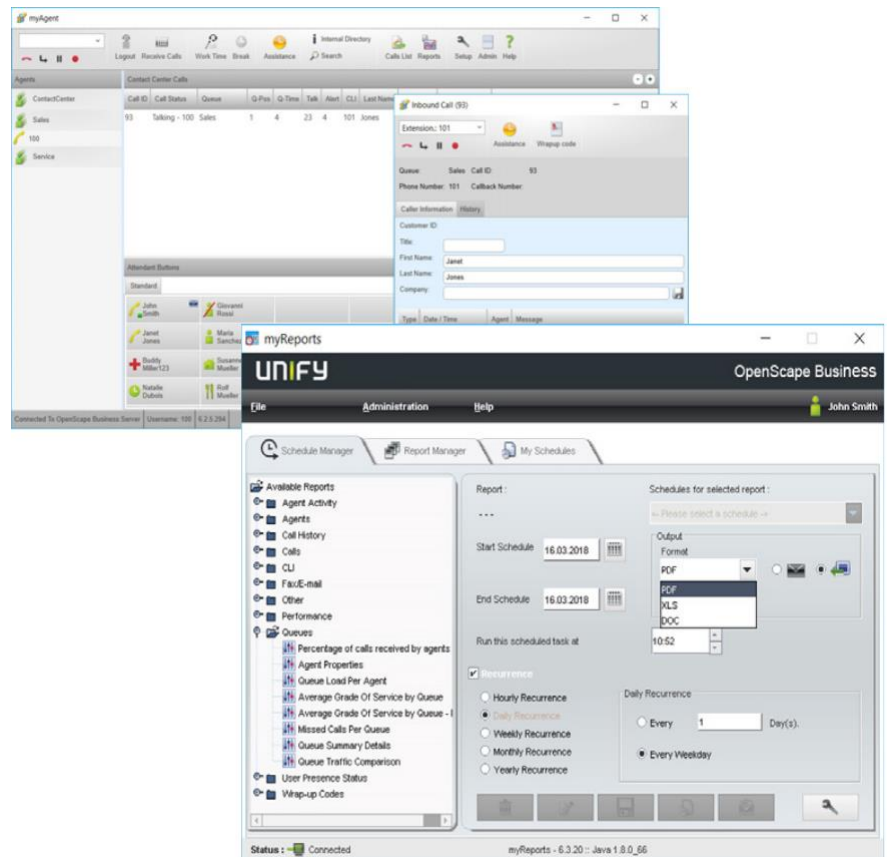 myAgent
Internal Directory
Logout Receive Calls Work Time Break Assistance Search Calls List Reports Setup Admin Help
Agents
Contact Center Calls
ContactCenter
Sales
100
Service
Call ID Call Status Queue Q-Pos Q-Time Talk Alert CLI Last Name
93 Talking - 100 Sales 1 4 23 4 101 Jones
Attendant Buttons
Standard
John Smith
Giovanni Rossi
Janet Jones
Maria Sanchez
Buddy Miller123
Susanne Mueller
Natalie Dubois
Rolf Mueller
Connected To OpenScape Business Server Username: 100 6.2.5.294
Inbound Call (93)
Extension.: 101
Assistance Wrapup code
Queue: Sales Call ID: 93
Phone Number: 101 Callback Number:
Caller Information History
Customer ID:
Title:
First Name: Janet
Last Name: Jones
Company:
Type Date / Time Agent Message
myReports
UNIFY
OpenScape Business
File Administration Help John Smith
Schedule Manager Report Manager My Schedules
Available Reports
Agent Activity
Agents
Call History
Calls
CLI
Fax/E-mail
Other
Performance
Queues
Percentage of calls received by agents
Agent Properties
Queue Load Per Agent
Average Grade Of Service by Queue
Average Grade Of Service by Queue -
Missed Calls Per Queue
Queue Summary Details
Queue Traffic Comparison
User Presence Status
Wrap-up Codes
Report :
---
Schedules for selected report :
<- Please select a schedule ->
Start Schedule 16.03.2018
Output
Format
PDF
PDF
XLS
DOC
End Schedule 16.03.2018
Run this scheduled task at 10:52
Recurrence
Hourly Recurrence
Daily Recurrence
Weekly Recurrence
Monthly Recurrence
Yearly Recurrence
Daily Recurrence
Every 1 Day(s).
Every Weekday
Status : Connected
myReports - 6.3.20 :: Java 1.8.0_66